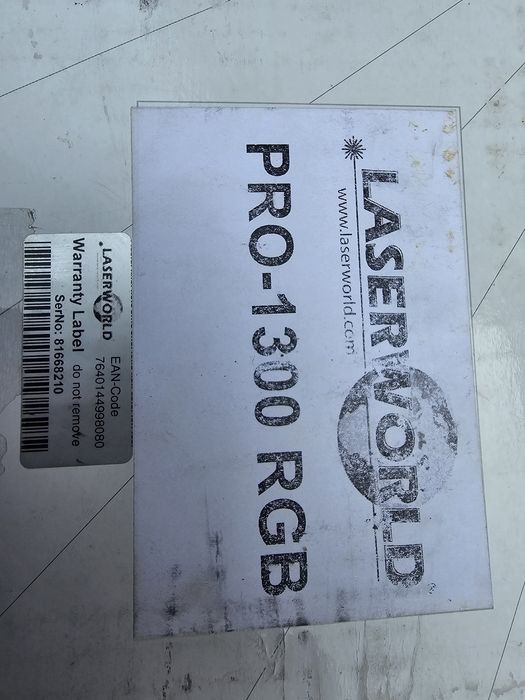 LASERWORLD
www.laserworld.com
PRO-1300 RGB
LASERWORLD
EAN-Code
7640144998080
Warranty Label do not remove
SerNo: 81668210